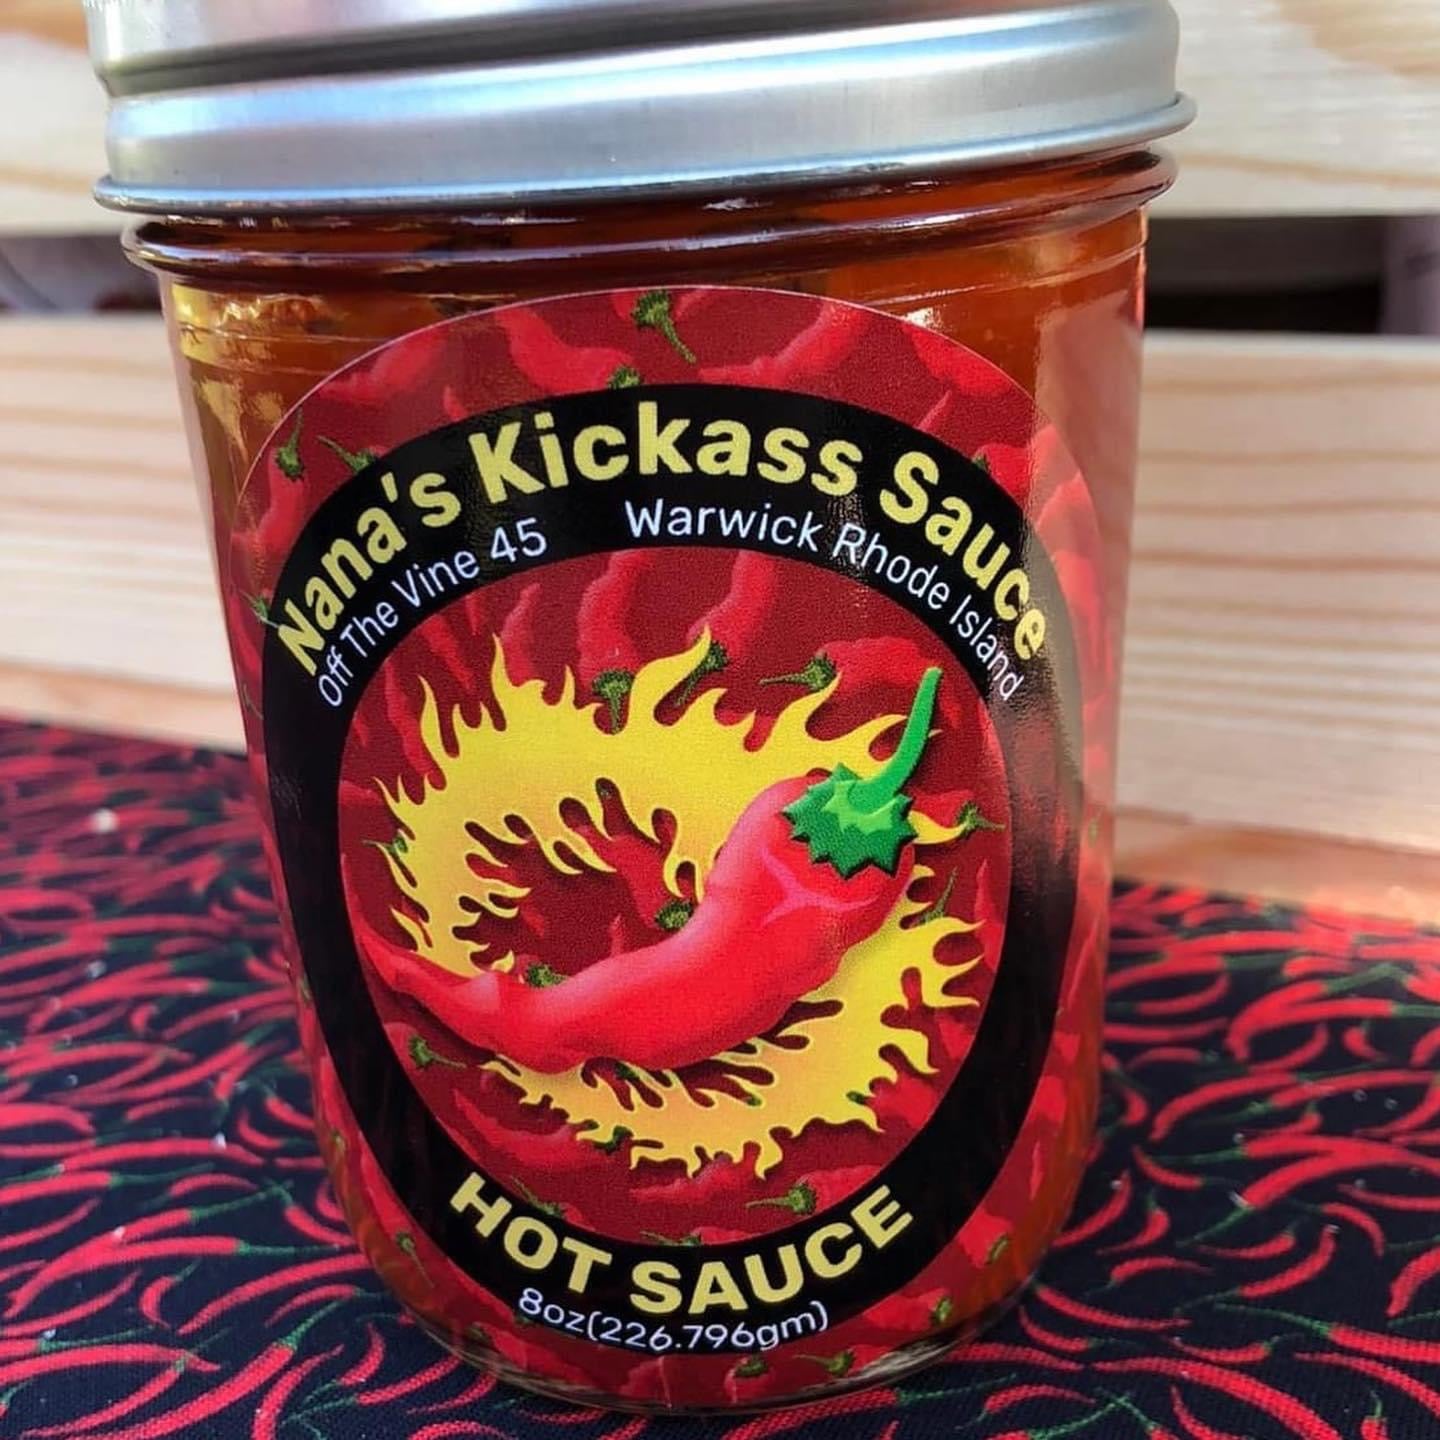 Nana's Kickass Sauce
Off The Vine 45 Warwick Rhode Island
HOT SAUCE
8oz(226.796gm)